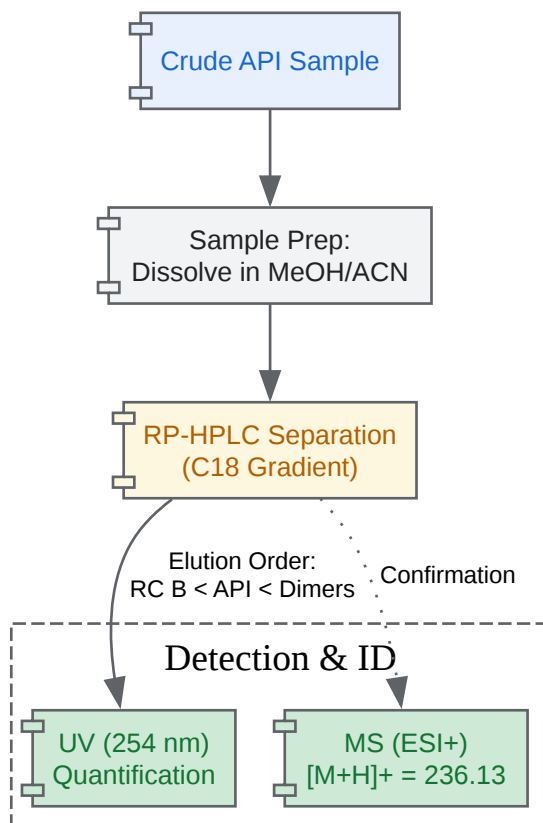 Crude API Sample
Sample Prep:
Dissolve in MeOH/ACN
RP-HPLC Separation
(C18 Gradient)
Elution Order:
RC B < API < Dimers
Confirmation
Detection & ID
UV (254 nm)
Quantification
MS (ESI+)
[M+H]+ = 236.13